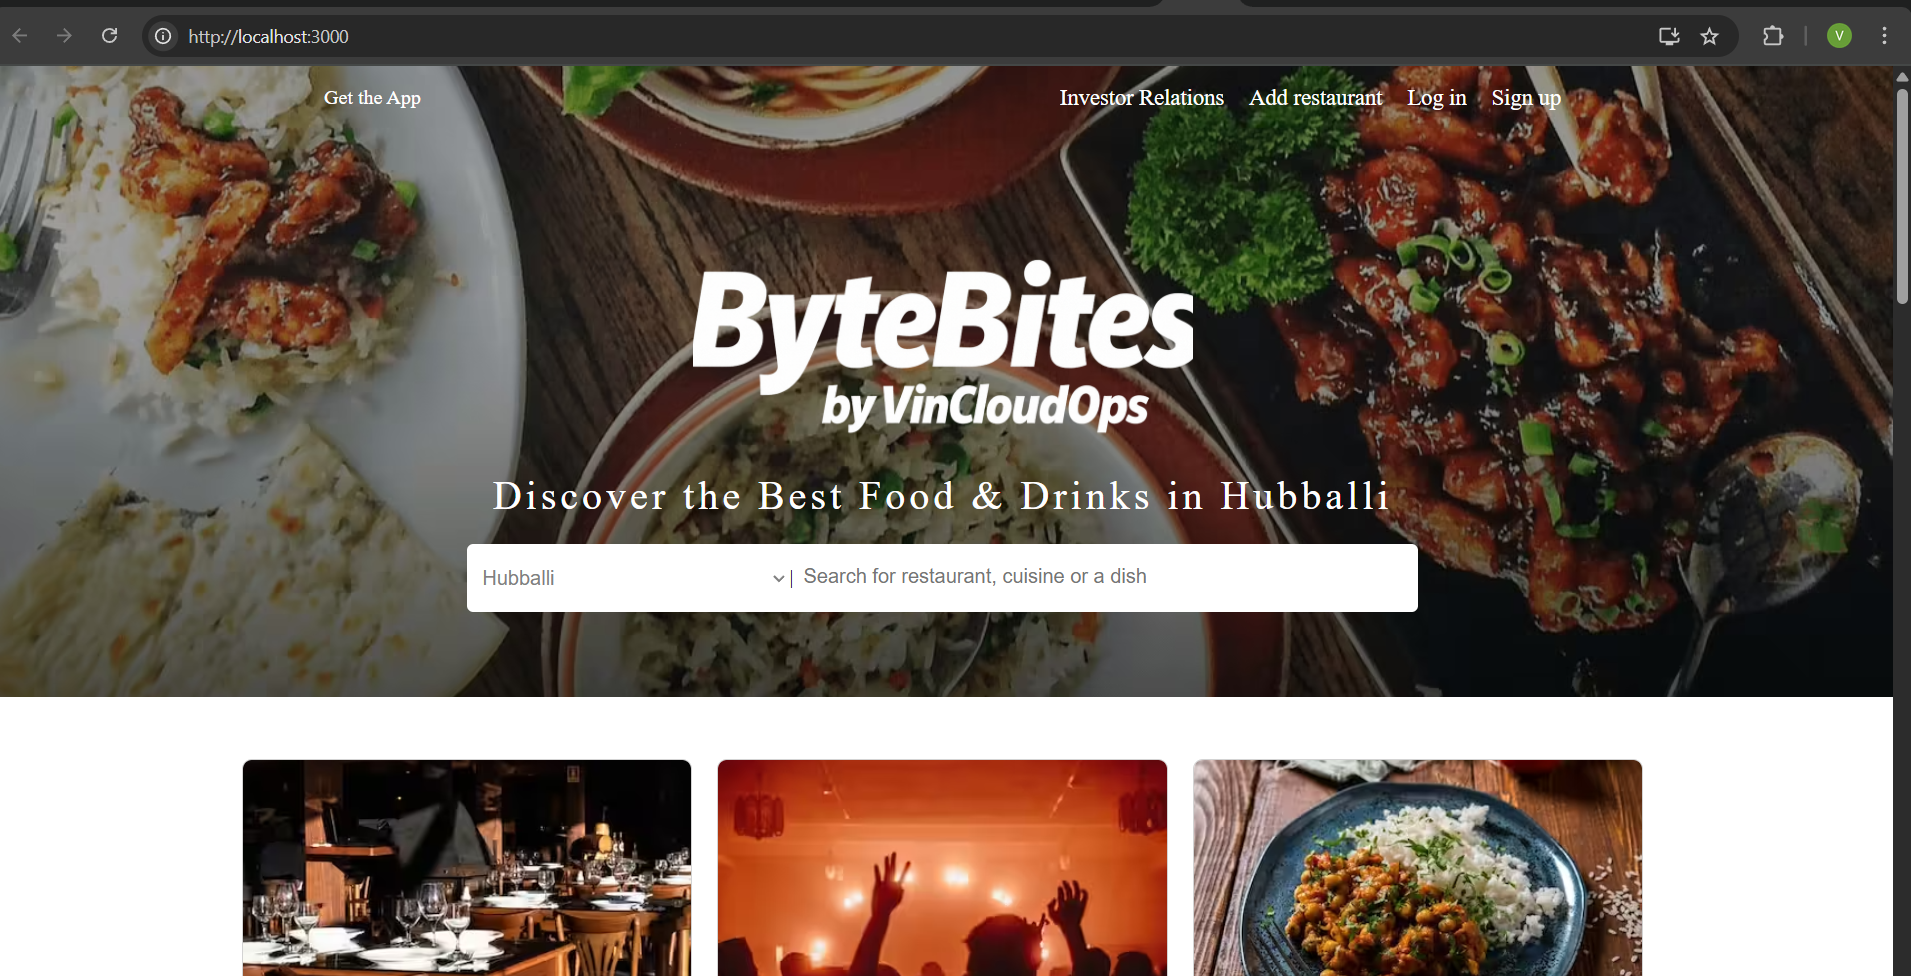 http://localhost:3000
V
Get the App
Investor Relations Add restaurant Log in Sign up
ByteBites
by VinCloudOps
Discover the Best Food & Drinks in Hubballi
Hubballi
Search for restaurant, cuisine or a dish